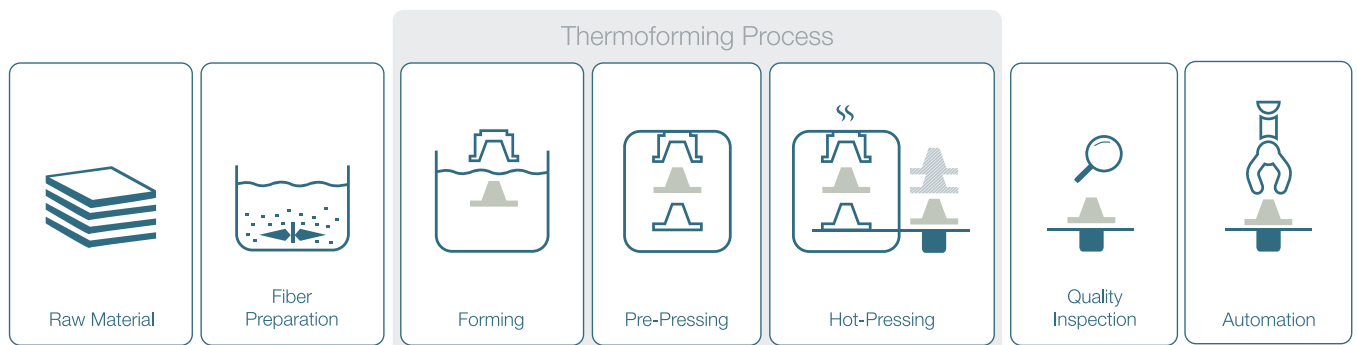 Thermoforming Process
Raw Material
Fiber
Preparation
Forming
Pre-Pressing
Hot-Pressing
Quality
Inspection
Automation